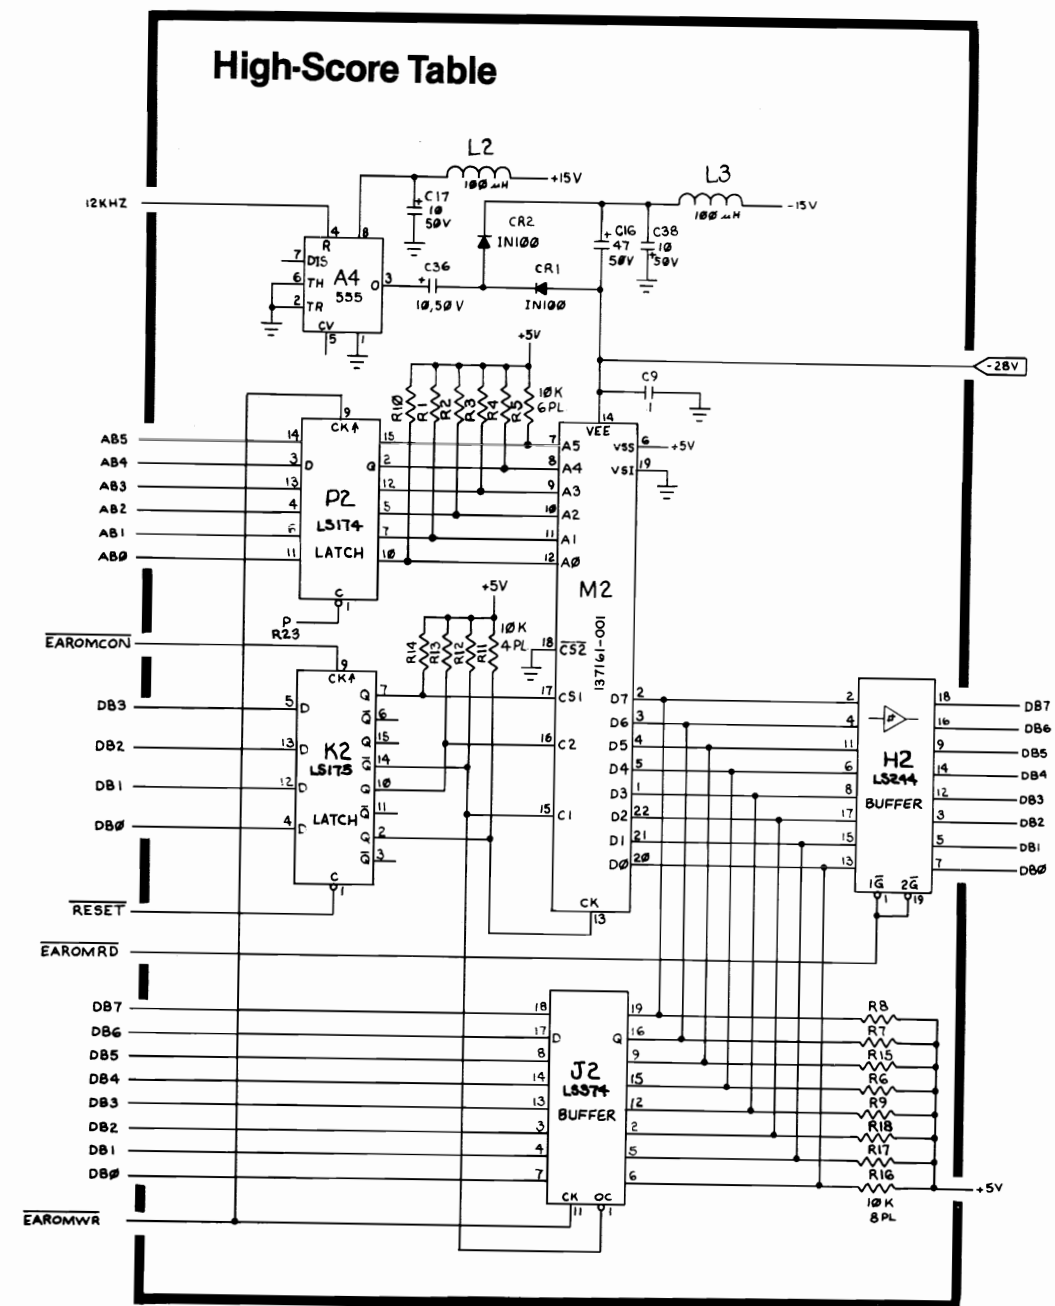 High-Score Table
L2
100 µH
+15V
L3
100 µH
-15V
12KHZ
C17
10
50V
CR2
IN100
C16
47
50V
C38
10
50V
4
8
R
7
DIS
6
TH
2
TR
A4
555
O
3
CV
5
1
C36
10,50V
CR1
IN100
+5V
-28V
C9
1
R10
R1
R2
R3
R4
R5
10K
6PL
9
CK↑
AB5
14
15
7
A5
AB4
3
D
Q
2
8
A4
AB3
13
12
9
A3
AB2
4
5
10
A2
AB1
6
7
11
A1
AB0
11
10
12
A0
P2
LS174
LATCH
C
1
P
R23
14
VEE
VSS
6
+5V
VSI
19
M2
137161-001
+5V
10K
4PL
R14
R13
R12
R11
18
CS2
EAROMCON
9
CK↑
DB3
5
D
Q
7
17
CS1
Q
6
DB2
13
D
Q
15
16
C2
K2
LS175
Q
14
DB1
12
D
Q
10
LATCH
Q
11
15
C1
DB0
4
D
Q
2
Q
3
C
1
RESET
D7
2
D6
3
D5
4
D4
5
D3
1
D2
22
D1
21
D0
20
CK
13
2
18
DB7
4
16
DB6
11
9
DB5
6
14
DB4
8
12
DB3
17
3
DB2
15
5
DB1
13
7
DB0
H2
LS244
BUFFER
1G
2G
1
19
EAROMRD
DB7
18
19
R8
DB6
17
D
Q
16
R7
DB5
8
9
R15
DB4
14
15
R6
DB3
13
12
R9
DB2
3
2
R18
DB1
4
5
R17
DB0
7
6
R16
J2
LS374
BUFFER
10K
8PL
+5V
CK
OC
11
1
EAROMWR